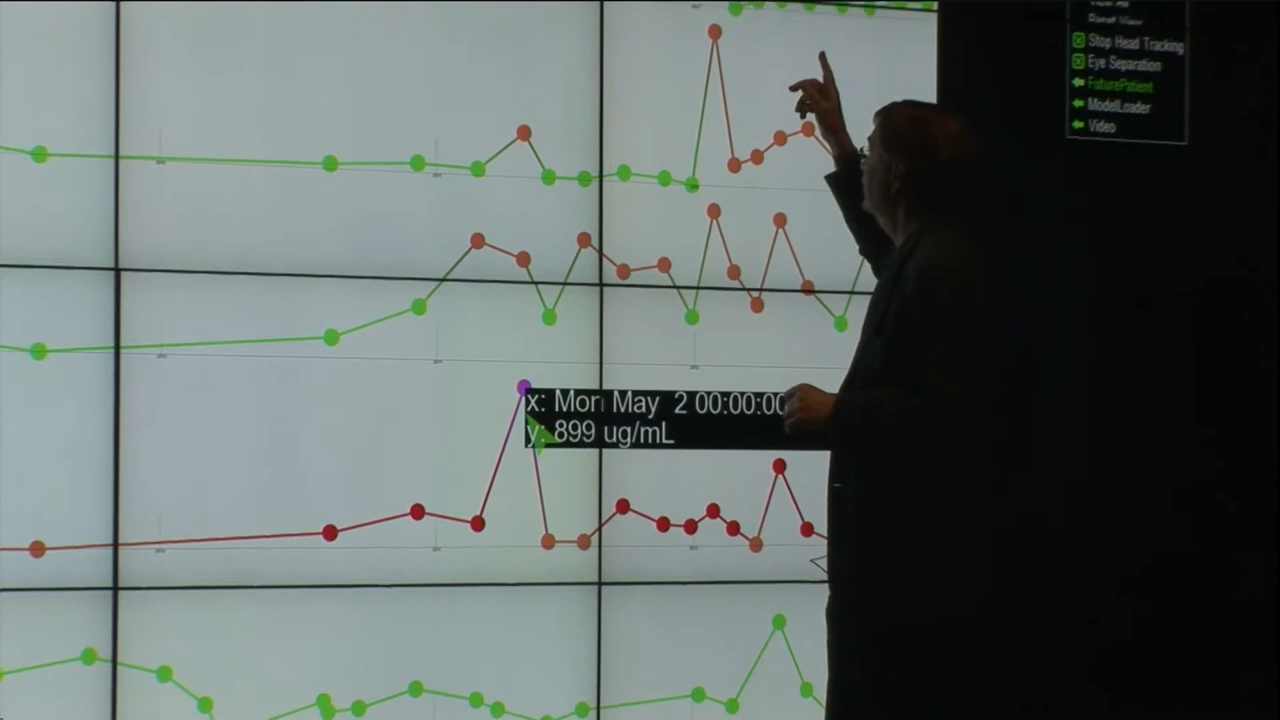 Stop Head Tracking
Eye Separation
FuturePatient
ModelLoader
Video
x: Mon May 2 00:00:00
y: 899 ug/mL